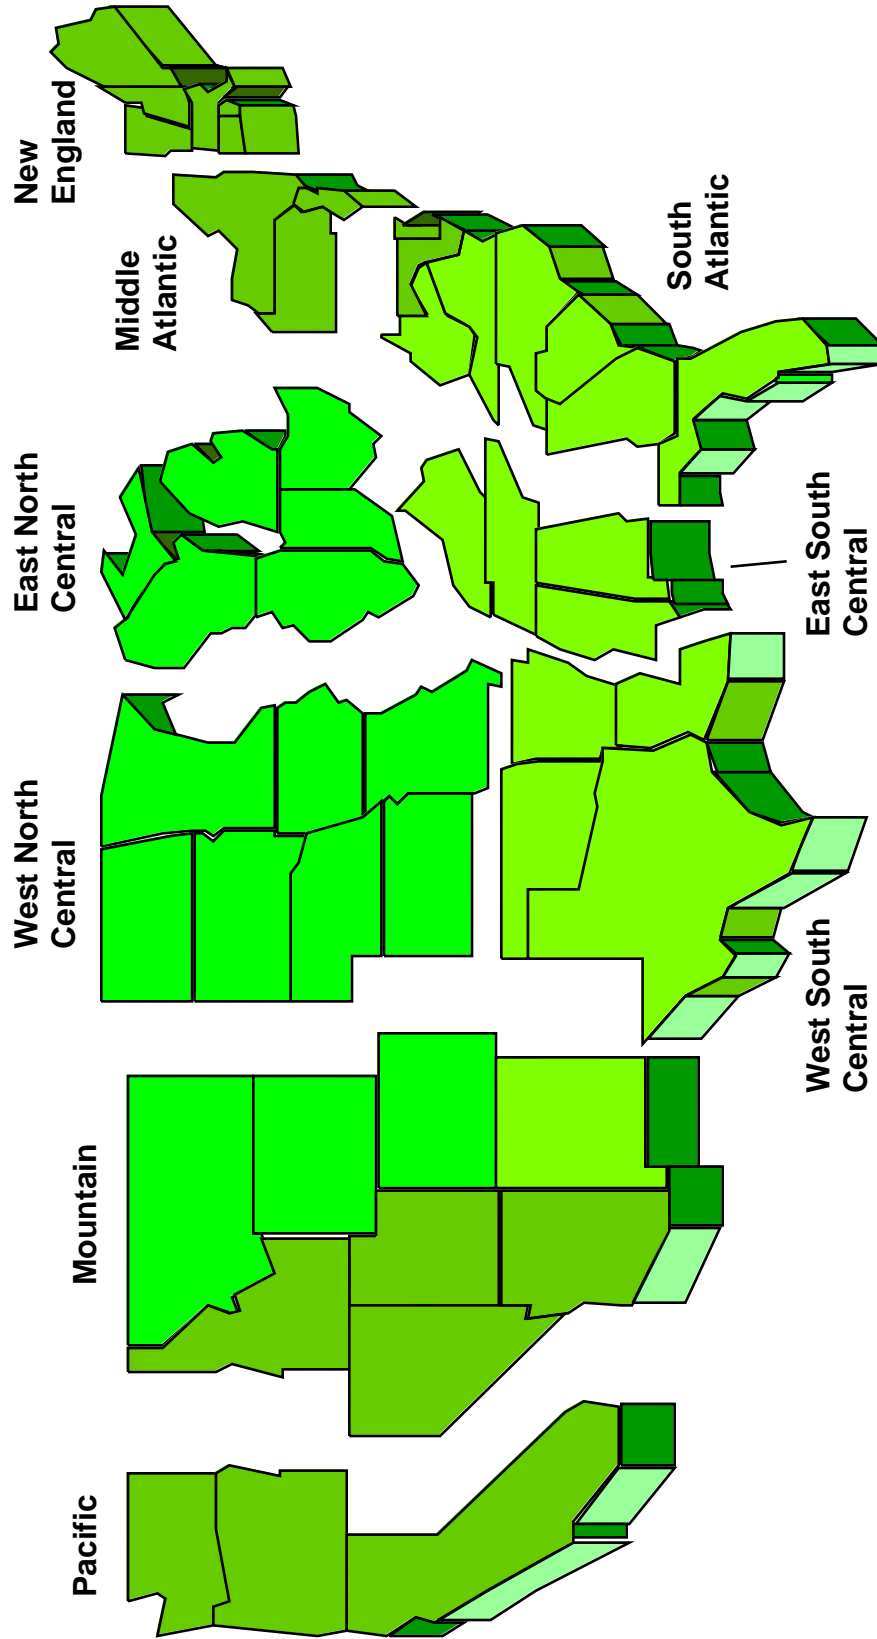 Pacific
Mountain
West North
Central
East North
Central
Middle
Atlantic
New
England
West South
Central
East South
Central
South
Atlantic